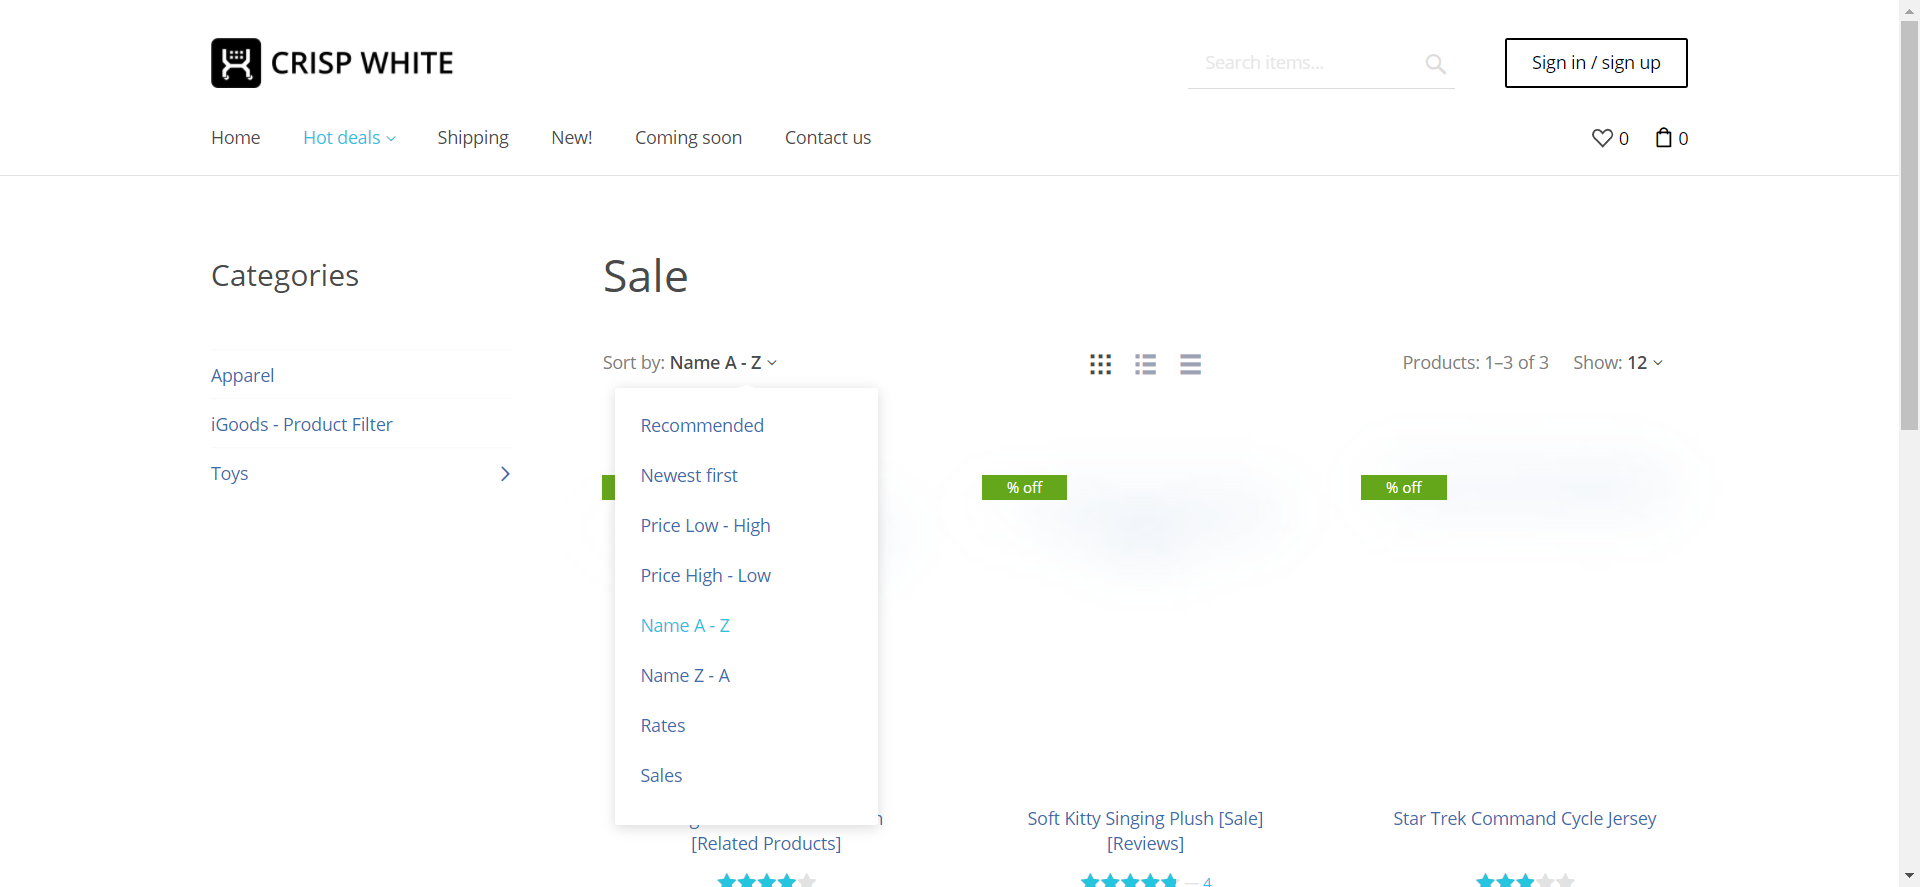 CRISP WHITE
Search items...
Sign in / sign up
Home
Hot deals
Shipping
New!
Coming soon
Contact us
0
0
Categories
Apparel
iGoods - Product Filter
Toys
Sale
Sort by: Name A - Z
Products: 1–3 of 3
Show: 12
Recommended
Newest first
Price Low - High
Price High - Low
Name A - Z
Name Z - A
Rates
Sales
% off
% off
[Related Products]
Soft Kitty Singing Plush [Sale]
[Reviews]
— 4
Star Trek Command Cycle Jersey